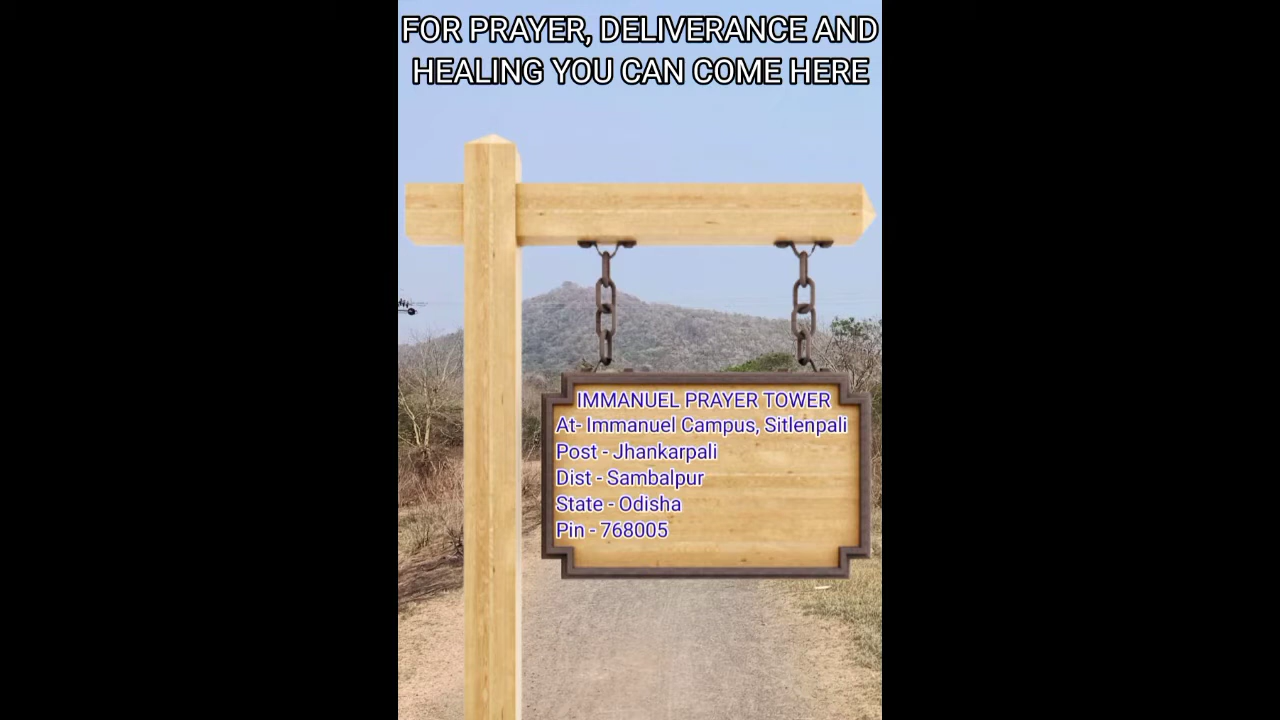 FOR PRAYER, DELIVERANCE AND
HEALING YOU CAN COME HERE
IMMANUEL PRAYER TOWER
At- Immanuel Campus, Sitlenpali
Post - Jhankarpali
Dist - Sambalpur
State - Odisha
Pin - 768005